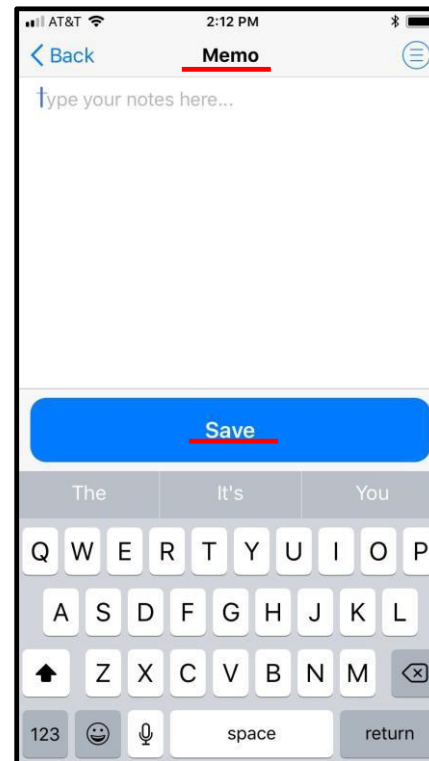 AT&T 2:12 PM
Back Memo
Type your notes here...
Save
The It's You
Q W E R T Y U I O P
A S D F G H J K L
Z X C V B N M
123 space return